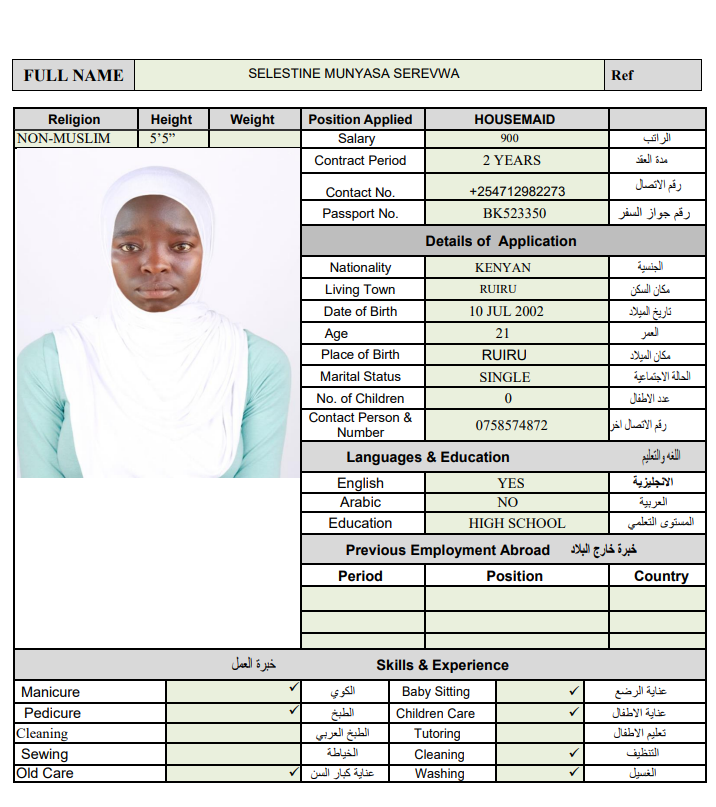 FULL NAME SELESTINE MUNYASA SEREVWA Ref
Religion Height Weight Position Applied HOUSEMAID
NON-MUSLIM 5’5” Salary 900 الراتب
Contract Period 2 YEARS مدة العقد
Contact No. +254712982273 رقم الاتصال
Passport No. BK523350 رقم جواز السفر
Details of Application
Nationality KENYAN الجنسية
Living Town RUIRU مكان السكن
Date of Birth 10 JUL 2002 تاريخ الميلاد
Age 21 العمر
Place of Birth RUIRU مكان الميلاد
Marital Status SINGLE الحالة الاجتماعية
No. of Children 0 عدد الاطفال
Contact Person &
Number 0758574872 رقم الاتصال اخر
Languages & Education اللغه والتعليم
English YES الانجليزية
Arabic NO العربية
Education HIGH SCHOOL المستوى التعلمي
Previous Employment Abroad خبرة خارج البلاد
Period Position Country
خبرة العمل Skills & Experience
Manicure ✓ الكوي Baby Sitting ✓ عناية الرضع
Pedicure ✓ الطبخ Children Care ✓ عناية الاطفال
Cleaning الطبخ العربي Tutoring تعليم الاطفال
Sewing الخياطة Cleaning ✓ التنظيف
Old Care ✓ عناية كبار السن Washing ✓ الغسيل